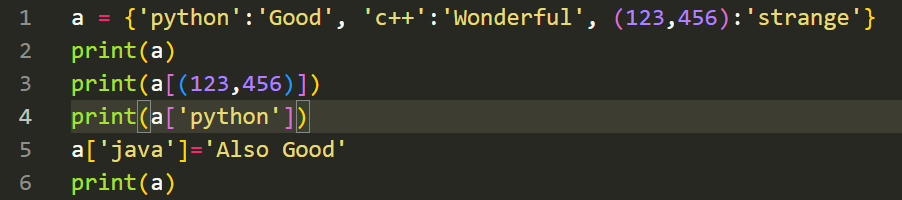 1 a = {'python':'Good', 'c++':'Wonderful', (123,456):'strange'}
2 print(a)
3 print(a[(123,456)])
4 print(a['python'])
5 a['java']='Also Good'
6 print(a)